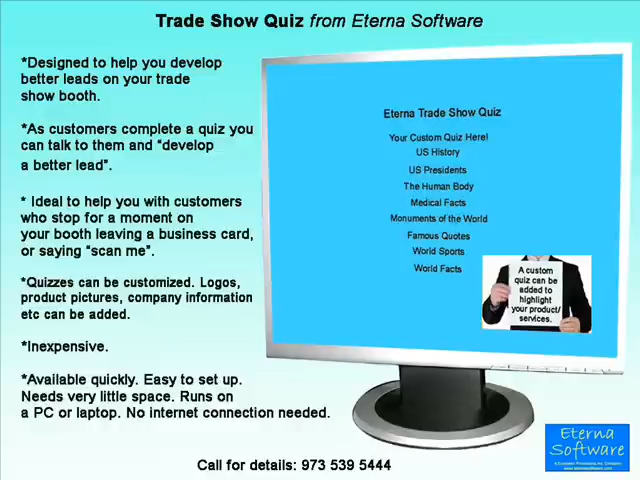 Trade Show Quiz from Eterna Software
*Designed to help you develop
better leads on your trade
show booth.
*As customers complete a quiz you
can talk to them and “develop
a better lead”.
* Ideal to help you with customers
who stop for a moment on
your booth leaving a business card,
or saying “scan me”.
*Quizzes can be customized. Logos,
product pictures, company information
etc can be added.
*Inexpensive.
*Available quickly. Easy to set up.
Needs very little space. Runs on
a PC or laptop. No internet connection needed.
Eterna Trade Show Quiz
Your Custom Quiz Here!
US History
US Presidents
The Human Body
Medical Facts
Monuments of the World
Famous Quotes
World Sports
World Facts
A custom
quiz can be
added to
highlight
your product/
services.
Call for details: 973 539 5444
Eterna
Software